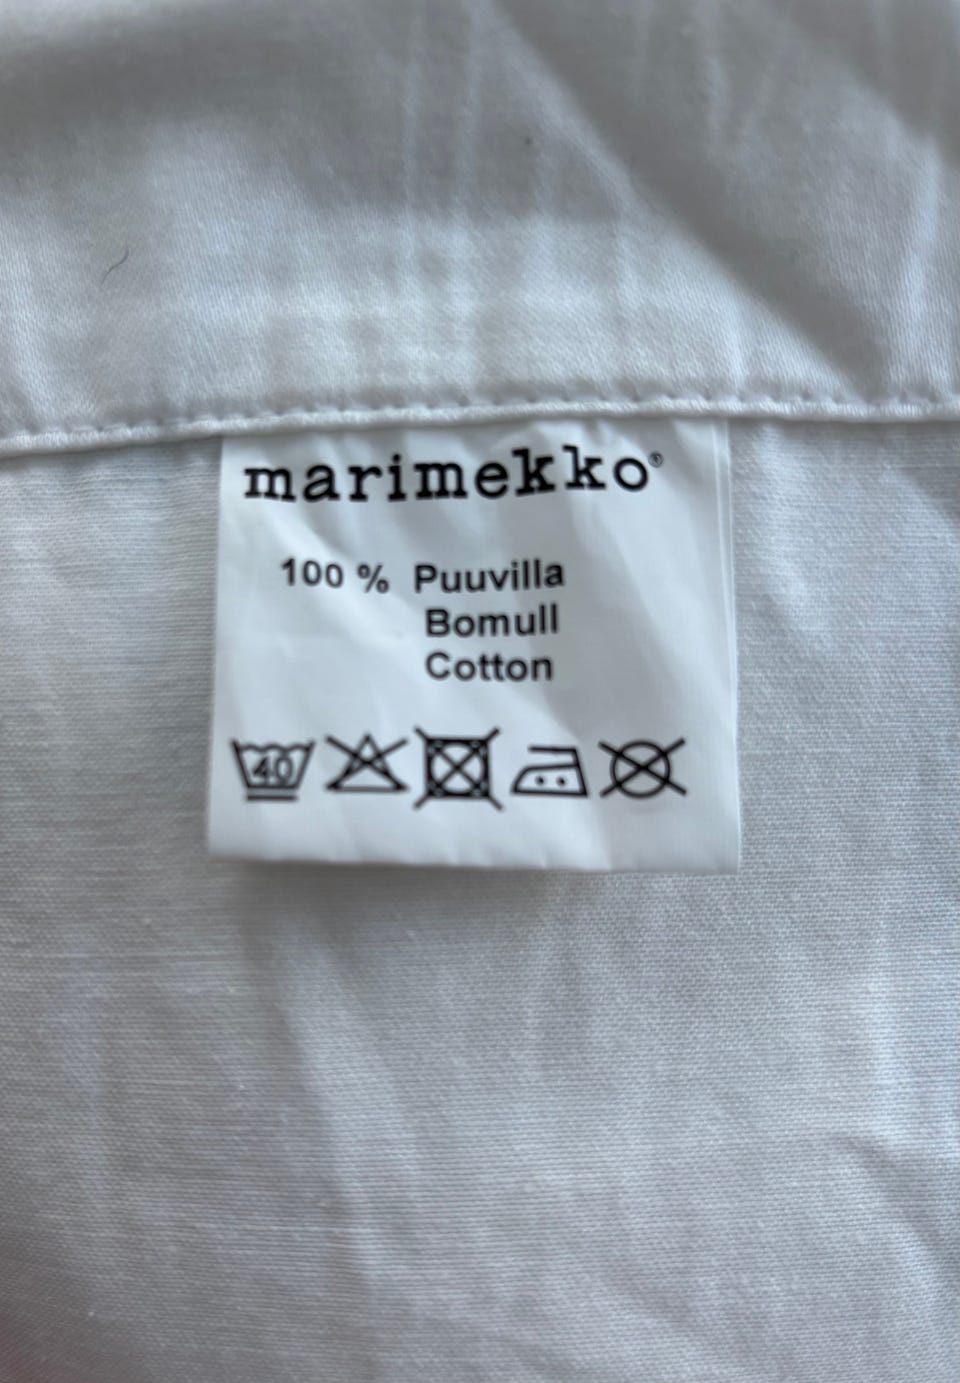 marimekko®
100 % Puuvilla
Bomull
Cotton
40